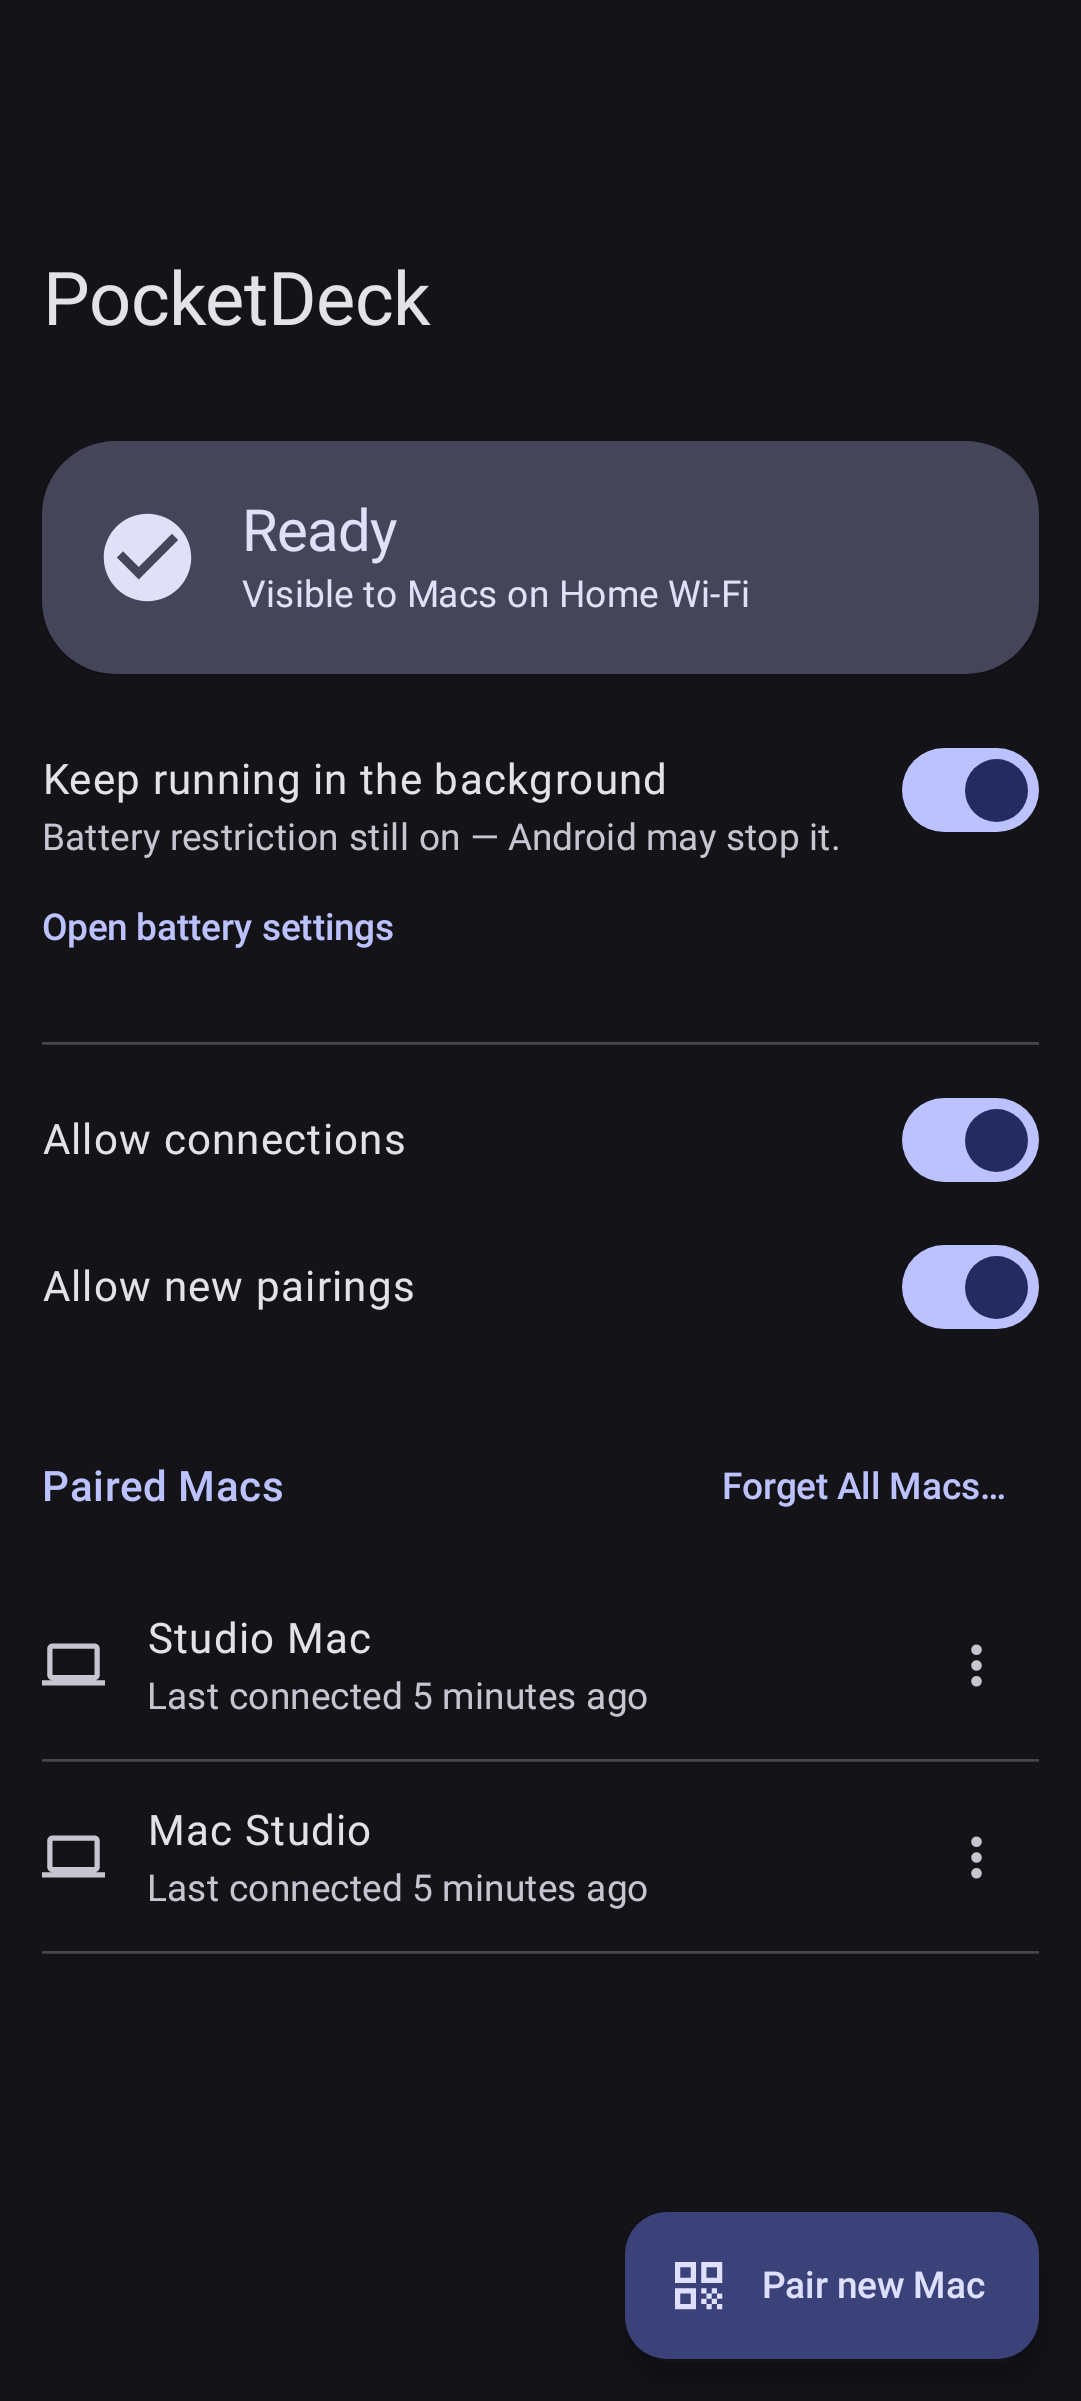 PocketDeck
Ready
Visible to Macs on Home Wi-Fi
Keep running in the background
Battery restriction still on — Android may stop it.
Open battery settings
Allow connections
Allow new pairings
Paired Macs
Forget All Macs…
Studio Mac
Last connected 5 minutes ago
Mac Studio
Last connected 5 minutes ago
Pair new Mac